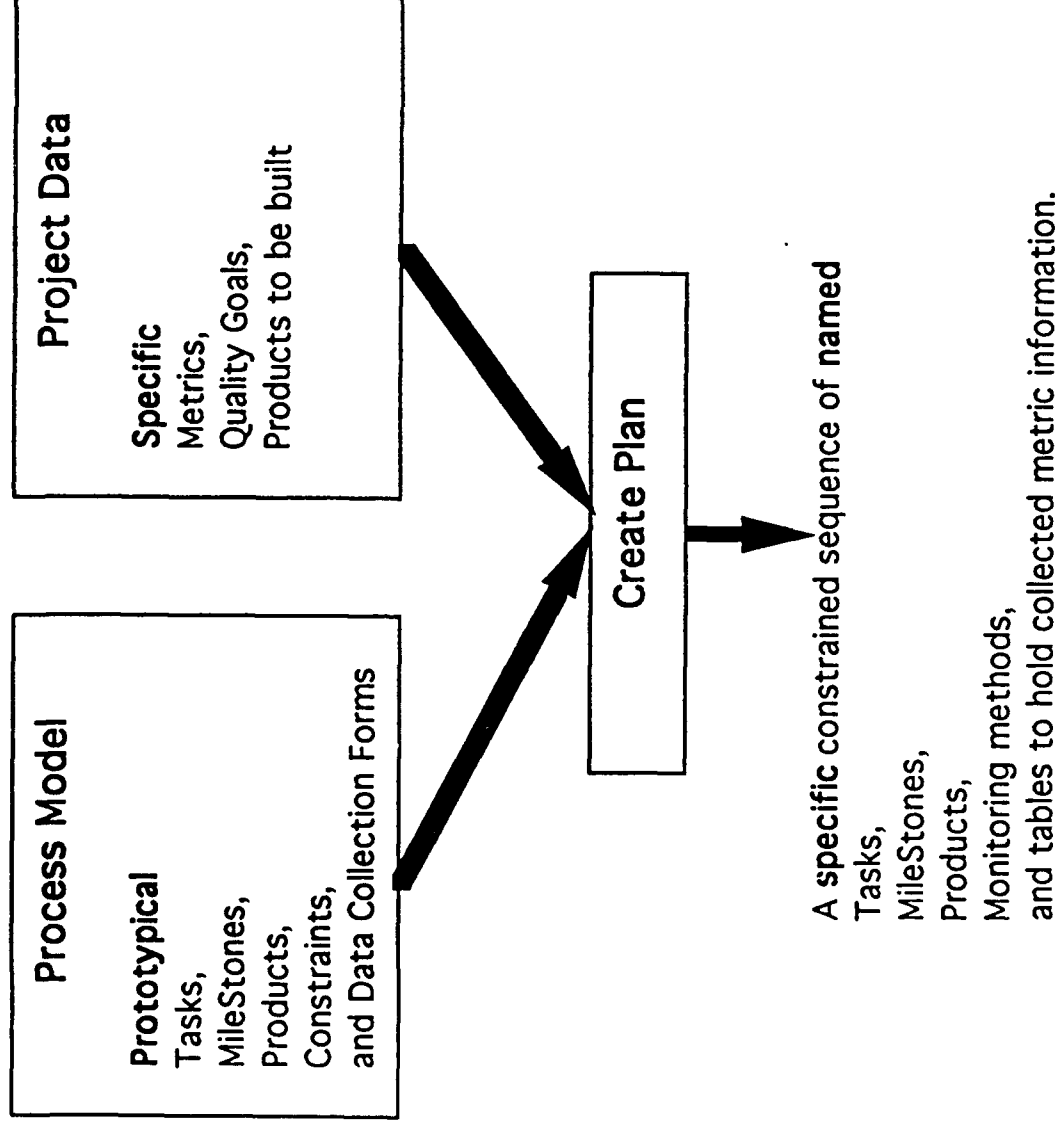 Process Model
Prototypical
Tasks,
MileStones,
Products,
Constraints,
and Data Collection Forms
Project Data
Specific
Metrics,
Quality Goals,
Products to be built
Create Plan
A specific constrained sequence of named
Tasks,
MileStones,
Products,
Monitoring methods,
and tables to hold collected metric information.